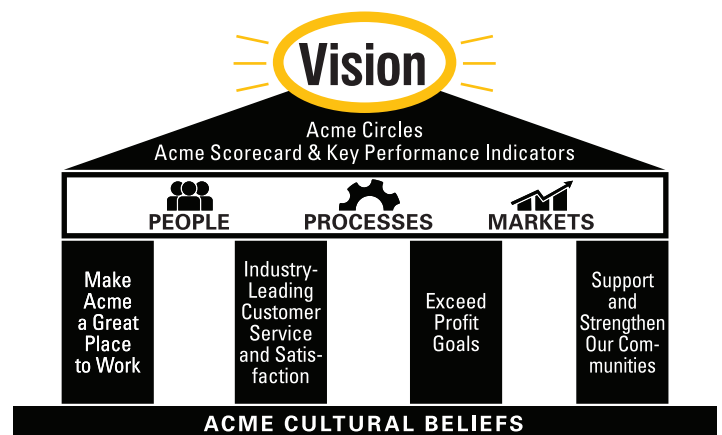 Vision
Acme Circles
Acme Scorecard & Key Performance Indicators
PEOPLE
PROCESSES
MARKETS
Make
Acme
a Great
Place
to Work
Industry-
Leading
Customer
Service
and Satis-
faction
Exceed
Profit
Goals
Support
and
Strengthen
Our Com-
munities
ACME CULTURAL BELIEFS